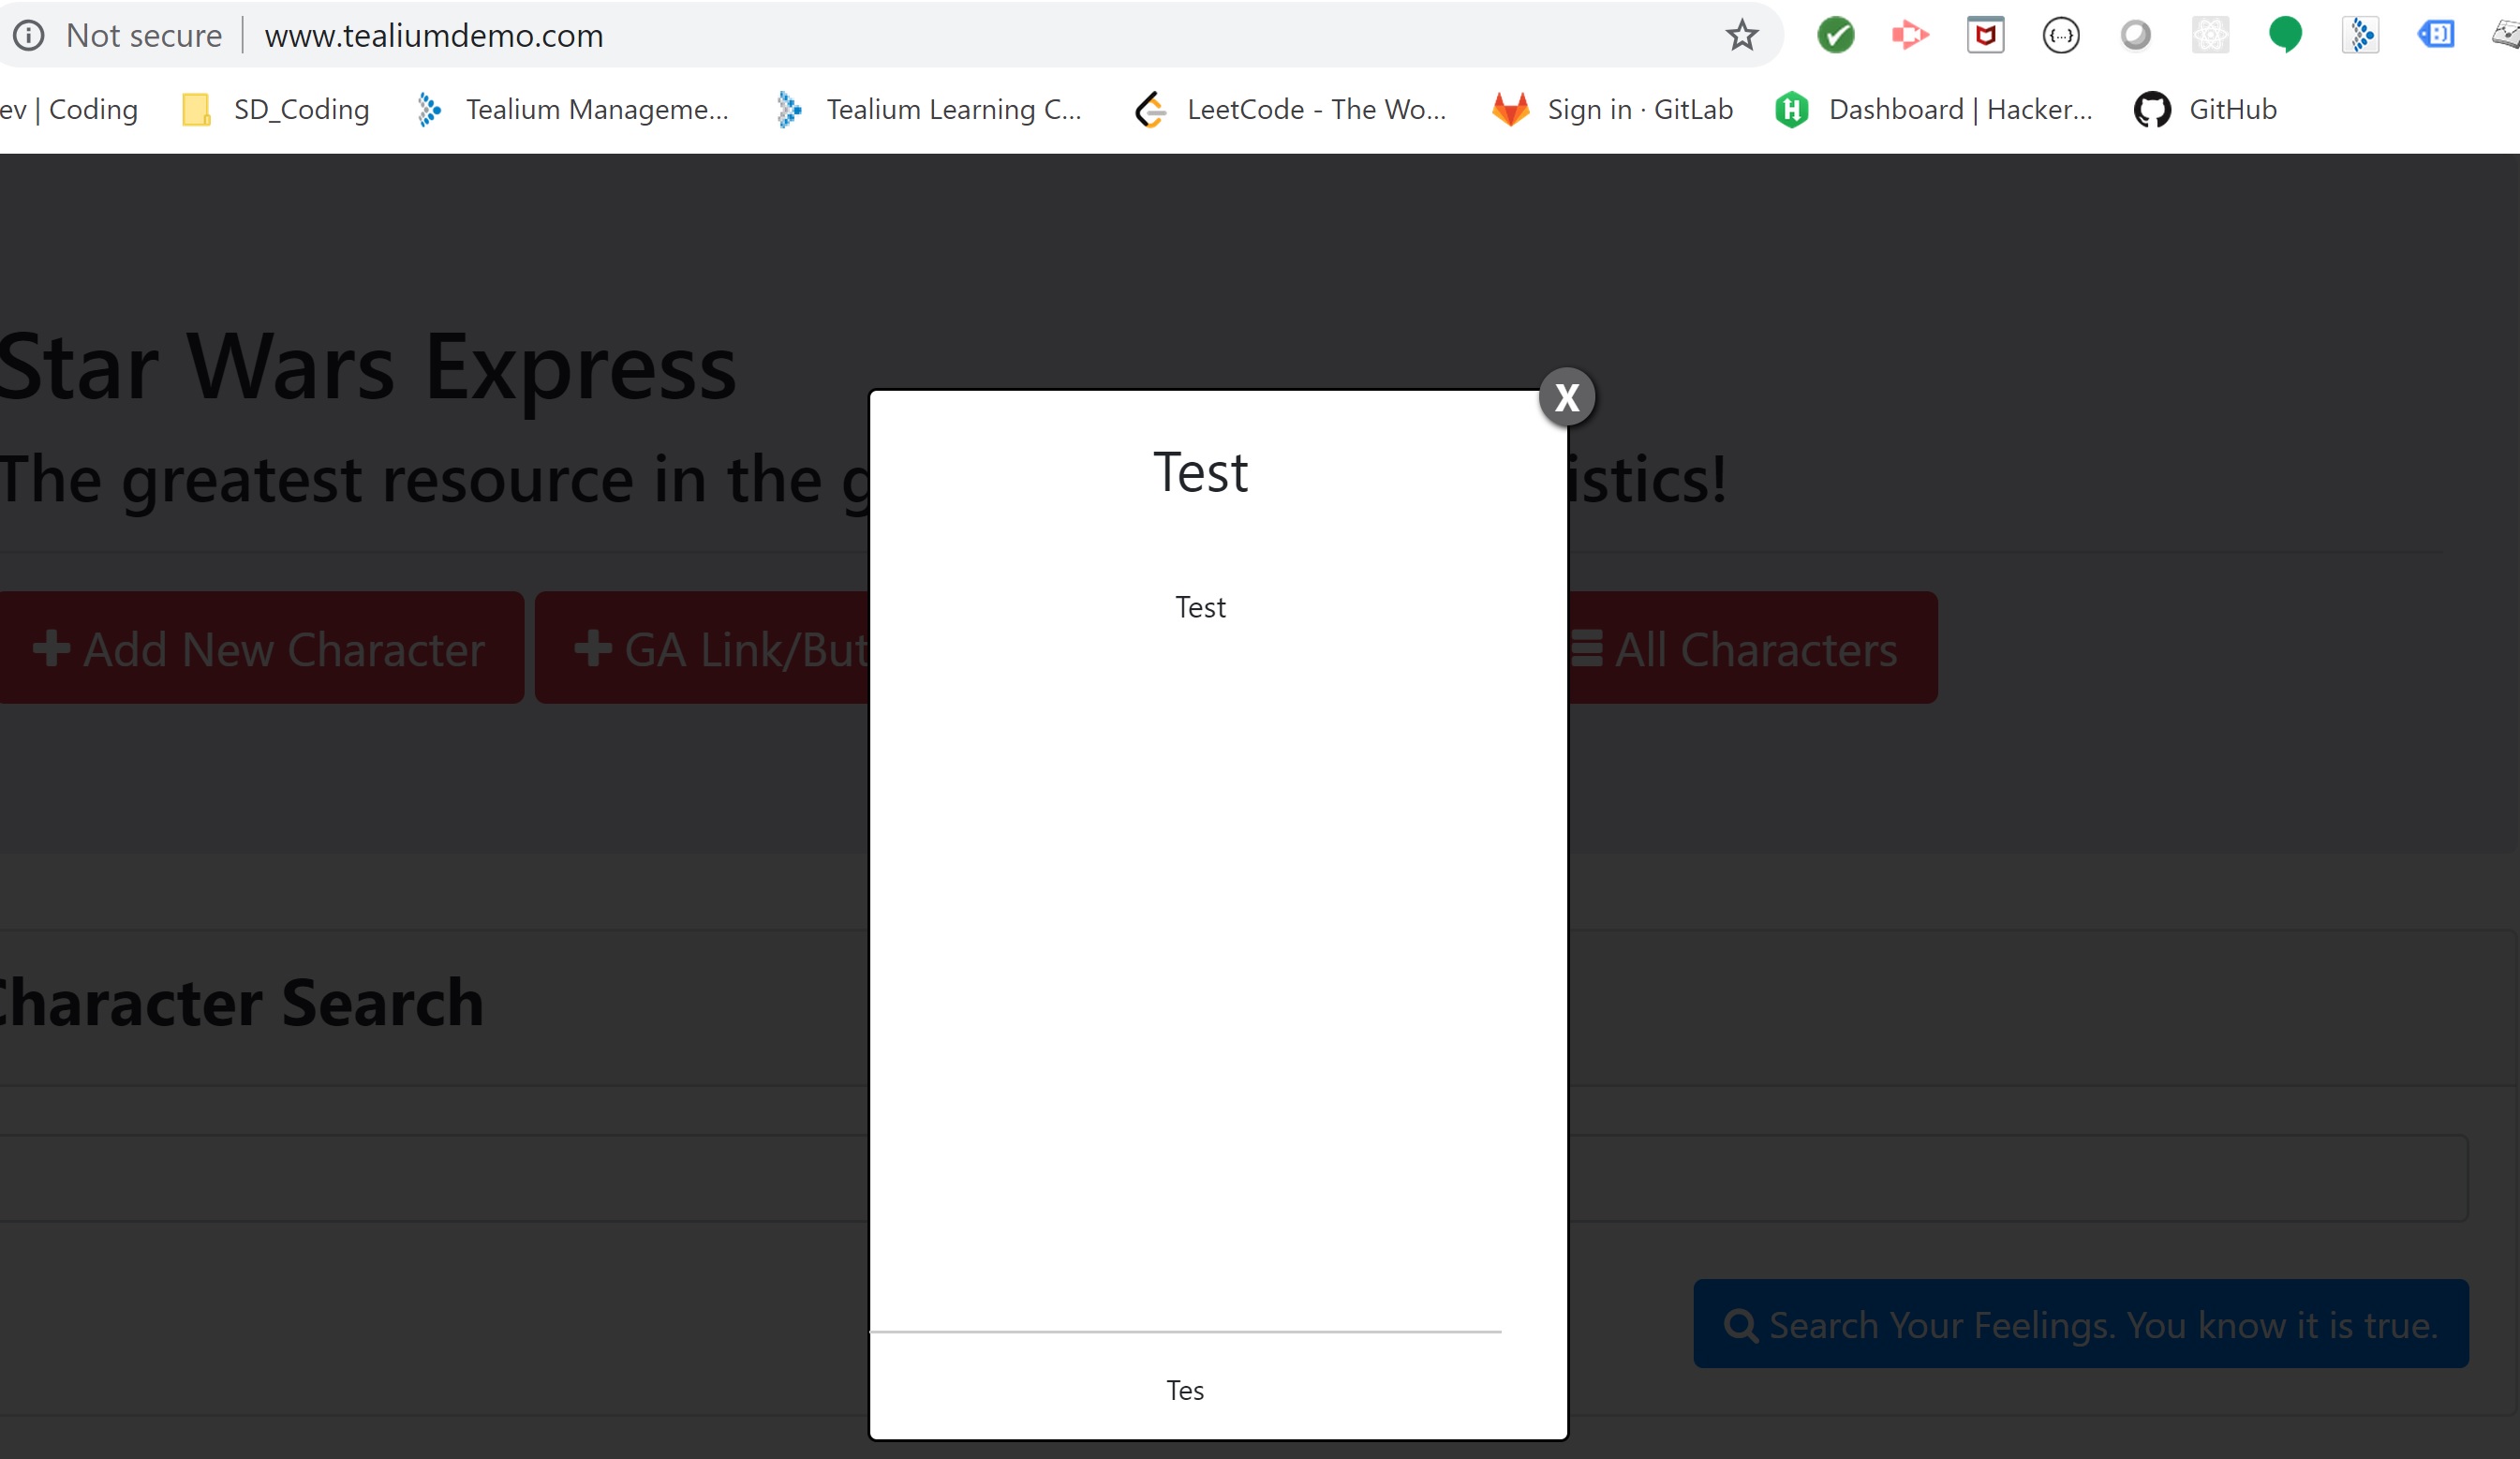 Not secure www.tealiumdemo.com
ev | Coding SD_Coding Tealium Manageme... Tealium Learning C... LeetCode - The Wo... Sign in · GitLab Dashboard | Hacker... GitHub
Star Wars Express
The greatest resource in the g istics!
X
Test
Test
Add New Character GA Link/But All Characters
Character Search
Search Your Feelings. You know it is true.
Tes